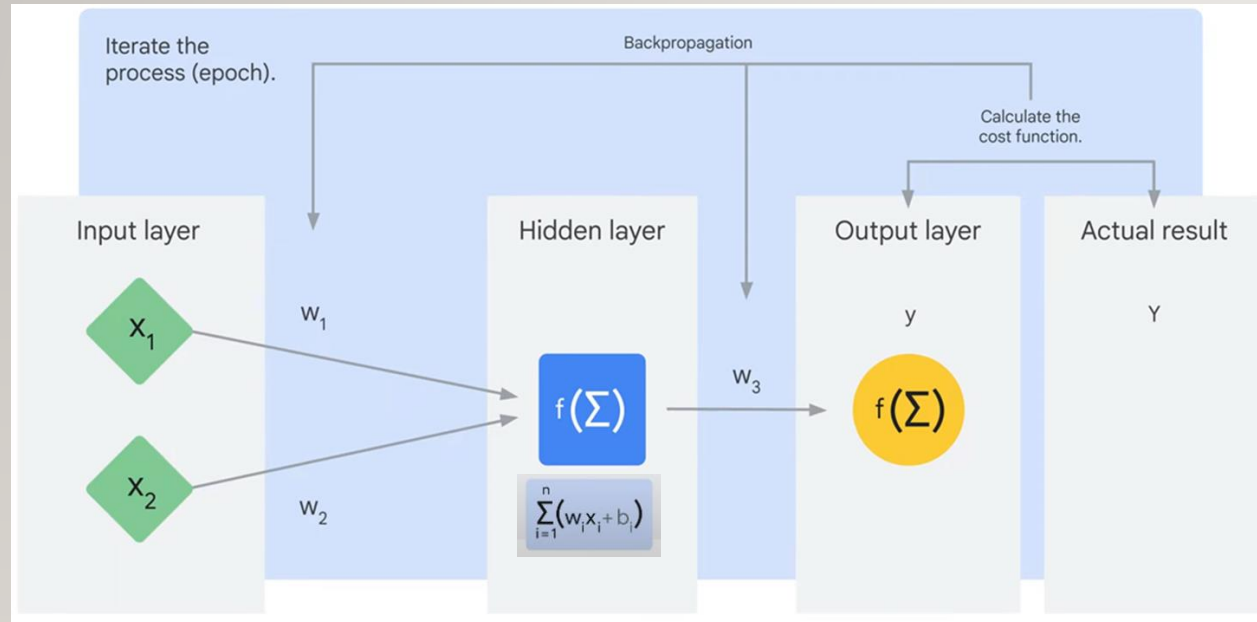 Iterate the
process (epoch).
Backpropagation
Calculate the
cost function.
Input layer
Hidden layer
Output layer
Actual result
x₁
w₁
y
Y
f(Σ)
w₃
f(Σ)
x₂
w₂
n
Σ(wᵢxᵢ+bᵢ)
i=1